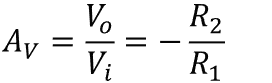 A_V = V_o / V_i = − R_2 / R_1